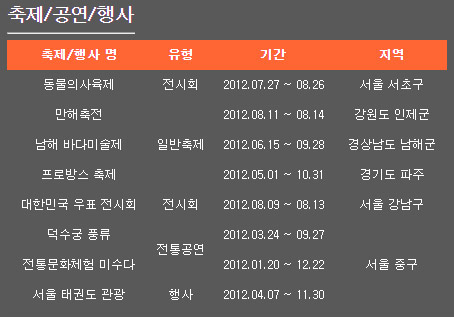 축제/공연/행사
축제/행사 명 유형 기간 지역
동물의사육제 전시회 2012.07.27 ~ 08.26 서울 서초구
만해축전 2012.08.11 ~ 08.14 강원도 인제군
남해 바다미술제 일반축제 2012.06.15 ~ 09.28 경상남도 남해군
프로방스 축제 2012.05.01 ~ 10.31 경기도 파주
대한민국 우표 전시회 전시회 2012.08.09 ~ 08.13 서울 강남구
덕수궁 풍류 2012.03.24 ~ 09.27
전통공연
전통문화체험 미수다 2012.01.20 ~ 12.22 서울 중구
서울 태권도 관광 행사 2012.04.07 ~ 11.30